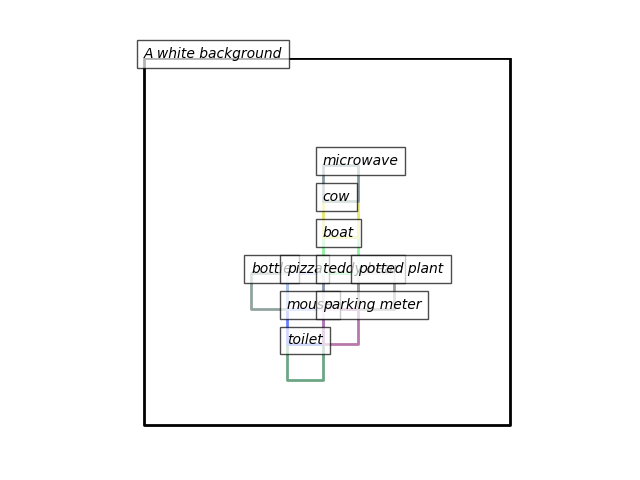 A white background
microwave
cow
boat
bottle pizza teddy bear potted plant
mouse parking meter
toilet